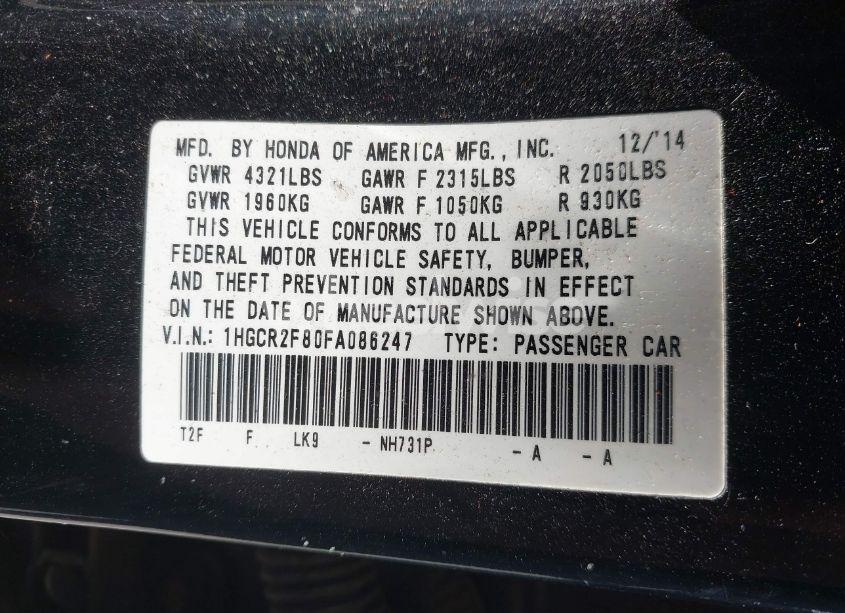 MFD. BY HONDA OF AMERICA MFG., INC. 12/'14
GVWR 4321LBS GAWR F 2315LBS R 2050LBS
GVWR 1960KG GAWR F 1050KG R 930KG
THIS VEHICLE CONFORMS TO ALL APPLICABLE
FEDERAL MOTOR VEHICLE SAFETY, BUMPER,
AND THEFT PREVENTION STANDARDS IN EFFECT
ON THE DATE OF MANUFACTURE SHOWN ABOVE.
V.I.N.: 1HGCR2F80FA086247 TYPE: PASSENGER CAR
T2F F LK9 - NH731P - A - A